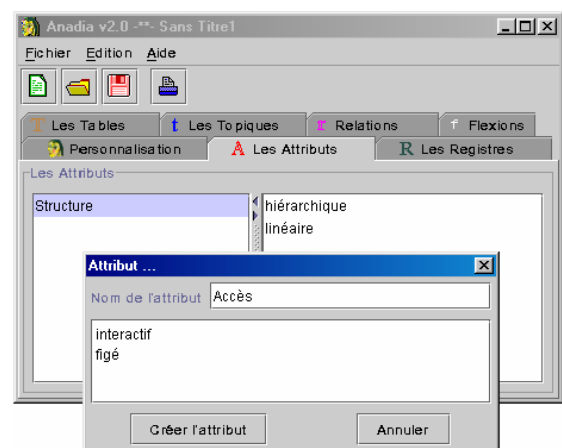 Anadia v2.0 -**- Sans Titre1
Fichier Edition Aide
T Les Tables t Les Topiques r Relations f Flexions
Personnalisation A Les Attributs R Les Registres
Les Attributs
Structure
hiérarchique
linéaire
Attribut ...
Nom de l'attribut Accès
interactif
figé
Créer l'attribut Annuler